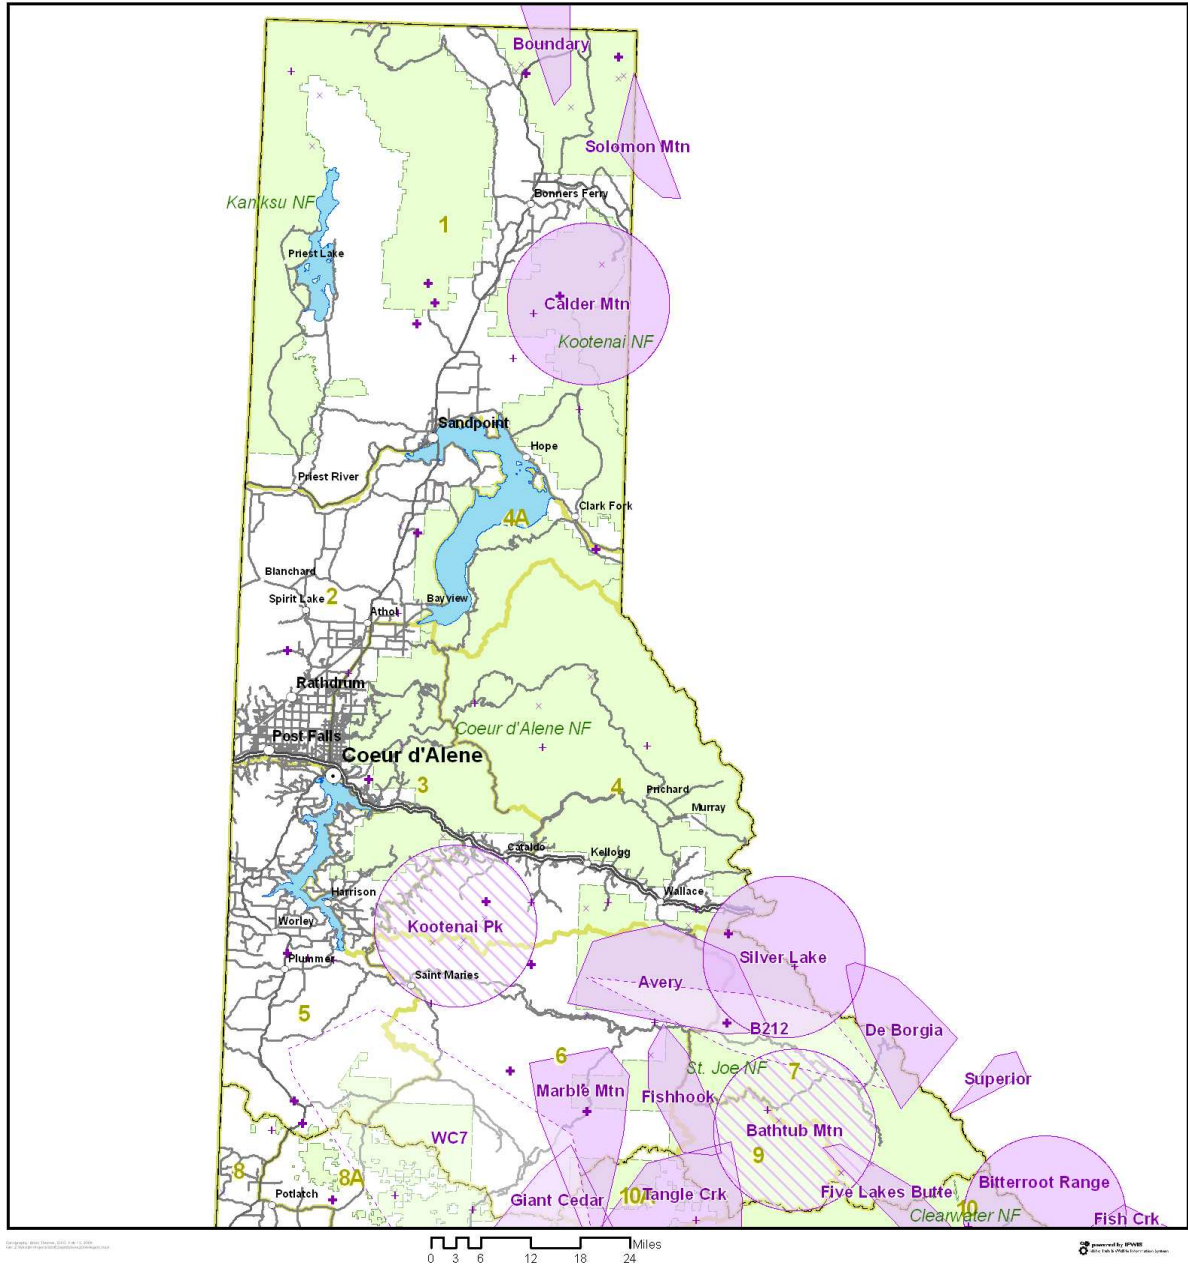 Boundary
Solomon Mtn
Bonners Ferry
Kaniksu NF
1
Priest Lake
Calder Mtn
Kootenai NF
Sandpoint
Hope
Priest River
Clark Fork
4A
Blanchard
Spirit Lake
2
Bayview
Athol
Rathdrum
Coeur d'Alene NF
Post Falls
Coeur d'Alene
3
4
Prichard
Murray
Cataldo
Kellogg
Harrison
Wallace
Worley
Kootenai Pk
Plummer
Silver Lake
Saint Maries
Avery
5
B212
De Borgia
6
St. Joe NF
7
Superior
Marble Mtn
Fishhook
WC7
Bathtub Mtn
9
8
8A
Potlatch
Giant Cedar
10A
Tangle Crk
Five Lakes Butte
Bitterroot Range
10
Clearwater NF
Fish Crk
Miles
0 3 6 12 18 24
powered by IFWIS